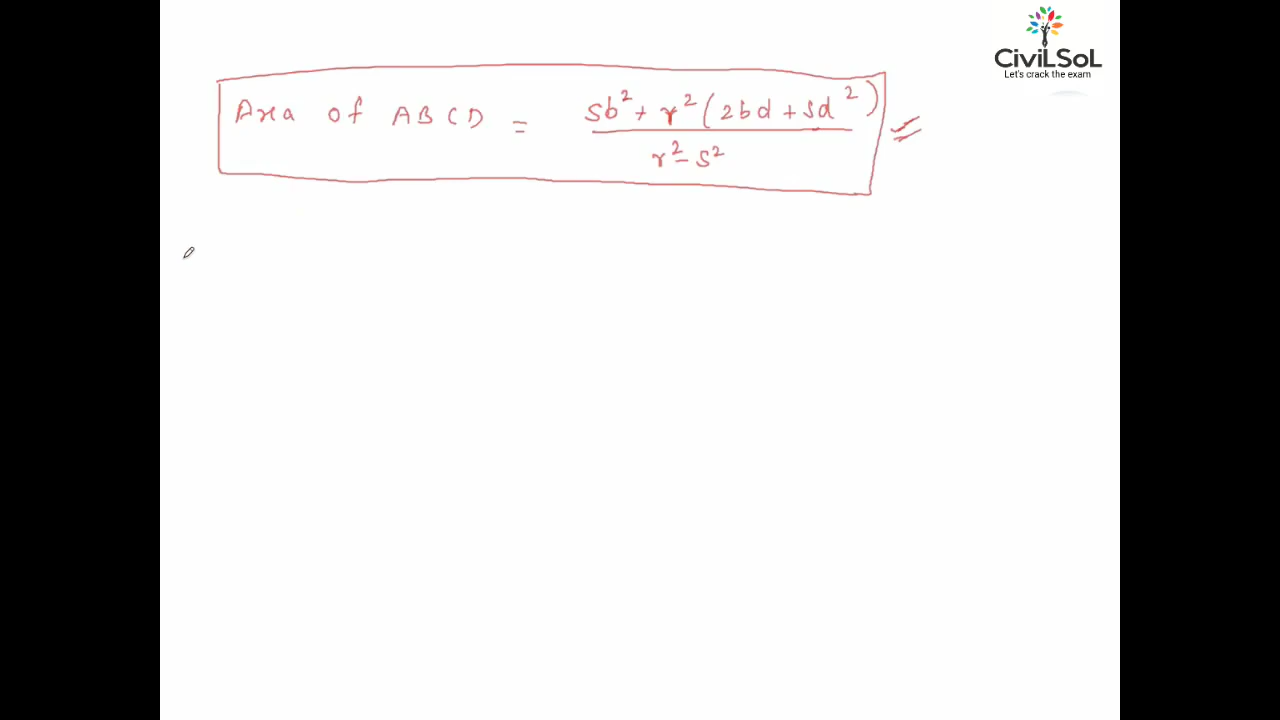 CiviLSoL
Let's crack the exam
Area of ABCD = sb² + r² (2bd + sd²)
r² - s²